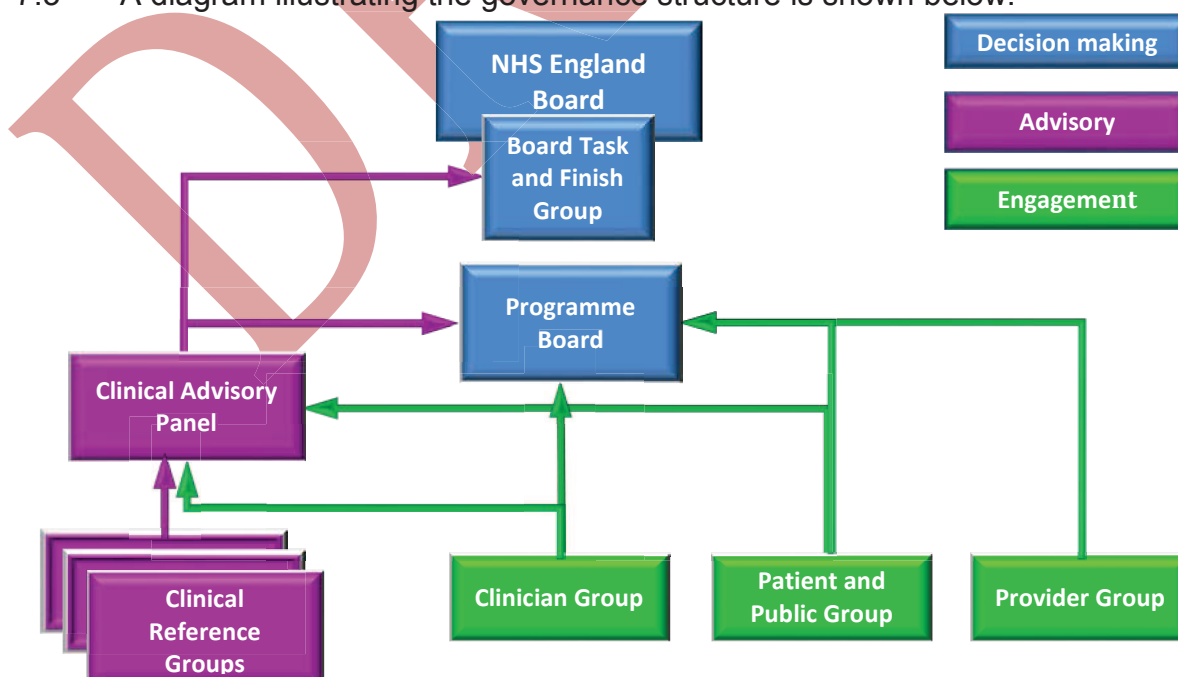 A diagram illustrating the governance structure is shown below.
NHS England
Board
Board Task
and Finish
Group
Decision making
Advisory
Engagement
Programme
Board
Clinical Advisory
Panel
Clinical
Reference
Groups
Clinician Group
Patient and
Public Group
Provider Group